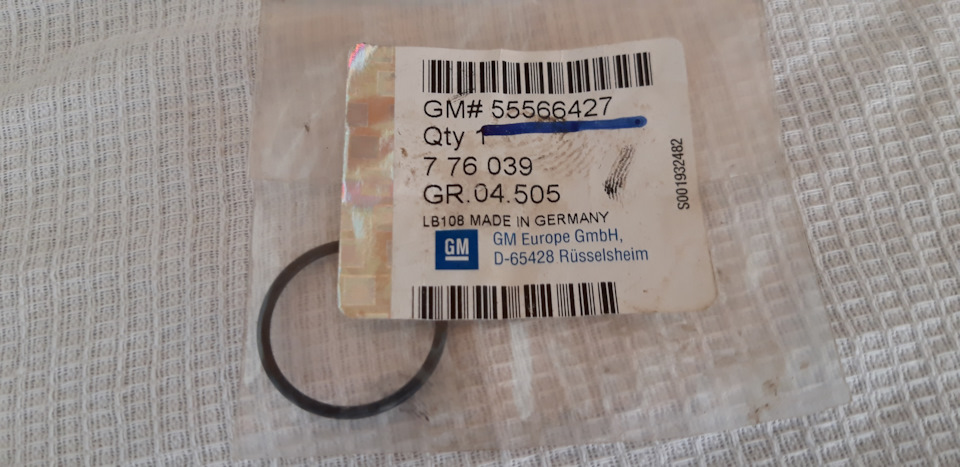 GM# 55566427
Qty 1
7 76 039
GR.04.505
LB108 MADE IN GERMANY
GM
GM Europe GmbH,
D-65428 Rüsselsheim
S001932482